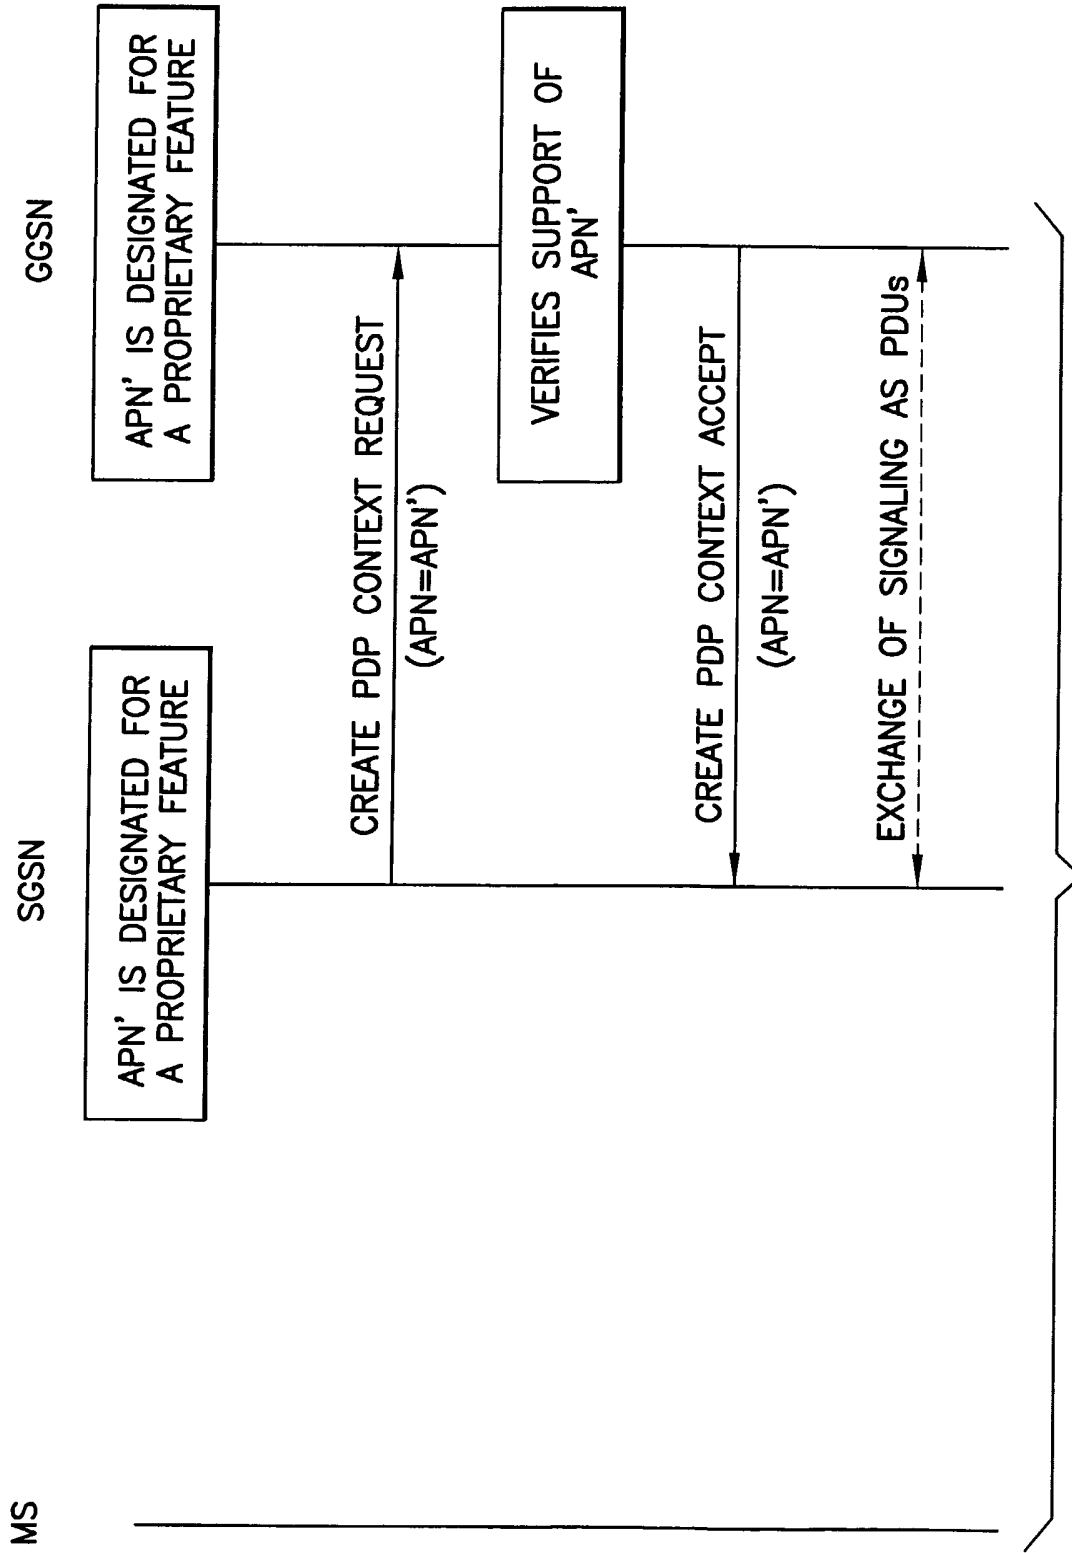 MS
SGSN
GGSN
APN' IS DESIGNATED FOR
A PROPRIETARY FEATURE
APN' IS DESIGNATED FOR
A PROPRIETARY FEATURE
CREATE PDP CONTEXT REQUEST
(APN=APN')
VERIFIES SUPPORT OF
APN'
CREATE PDP CONTEXT ACCEPT
(APN=APN')
EXCHANGE OF SIGNALING AS PDUs